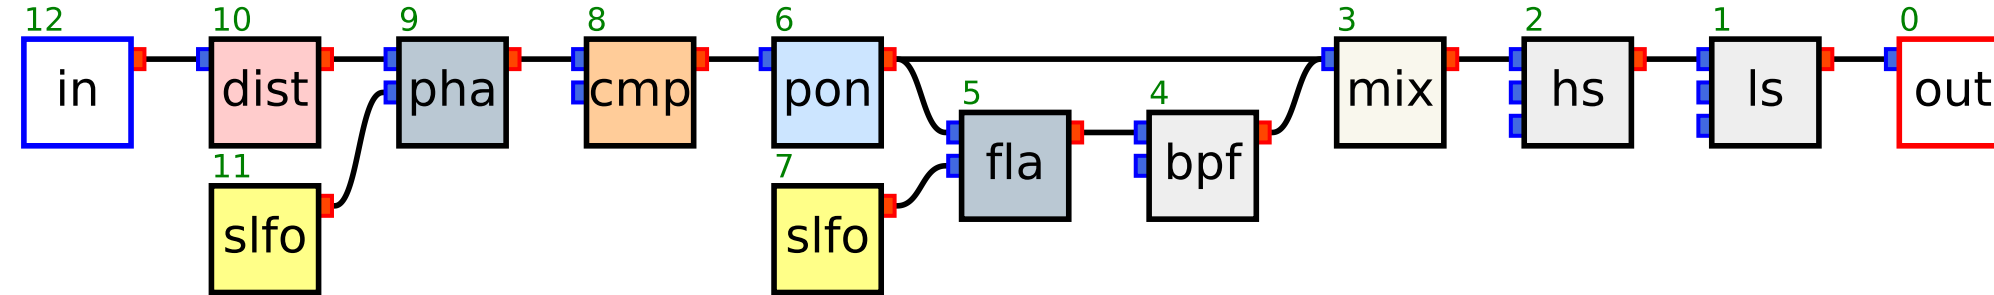 12 10 9 8 6 3 2 1 0
in dist pha cmp pon mix hs ls out
5 4
fla bpf
11 7
slfo slfo